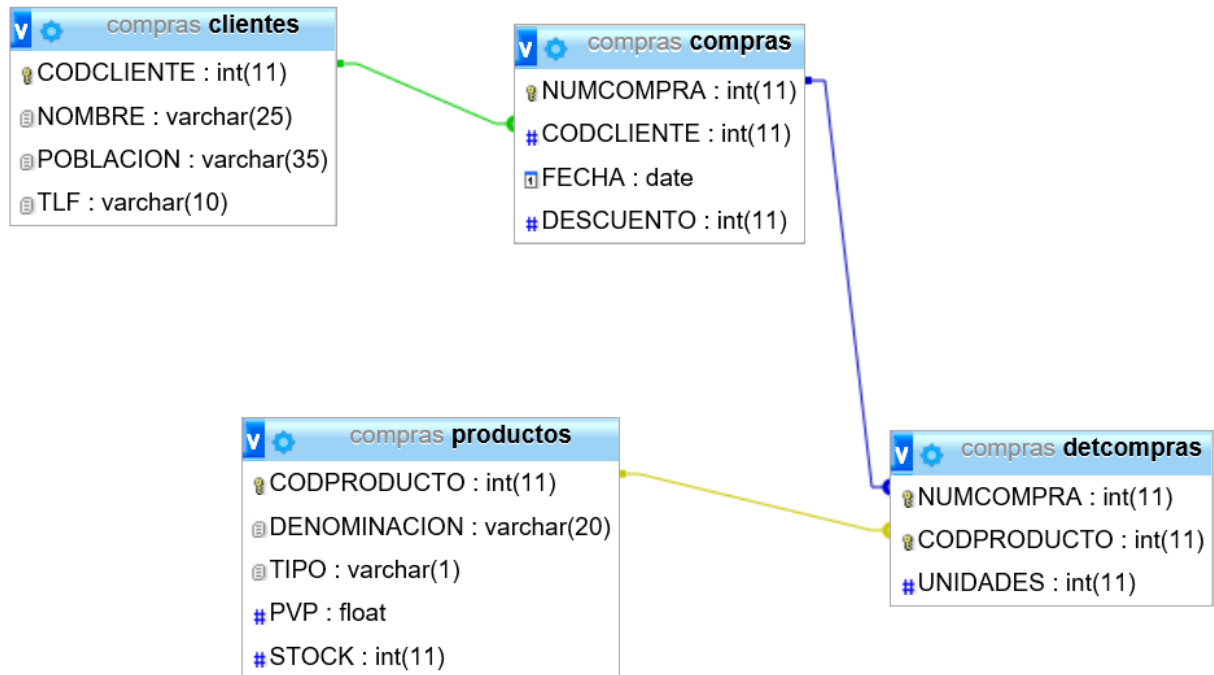 compras clientes
CODCLIENTE : int(11)
NOMBRE : varchar(25)
POBLACION : varchar(35)
TLF : varchar(10)
compras compras
NUMCOMPRA : int(11)
CODCLIENTE : int(11)
FECHA : date
DESCUENTO : int(11)
compras productos
CODPRODUCTO : int(11)
DENOMINACION : varchar(20)
TIPO : varchar(1)
PVP : float
STOCK : int(11)
compras detcompras
NUMCOMPRA : int(11)
CODPRODUCTO : int(11)
UNIDADES : int(11)